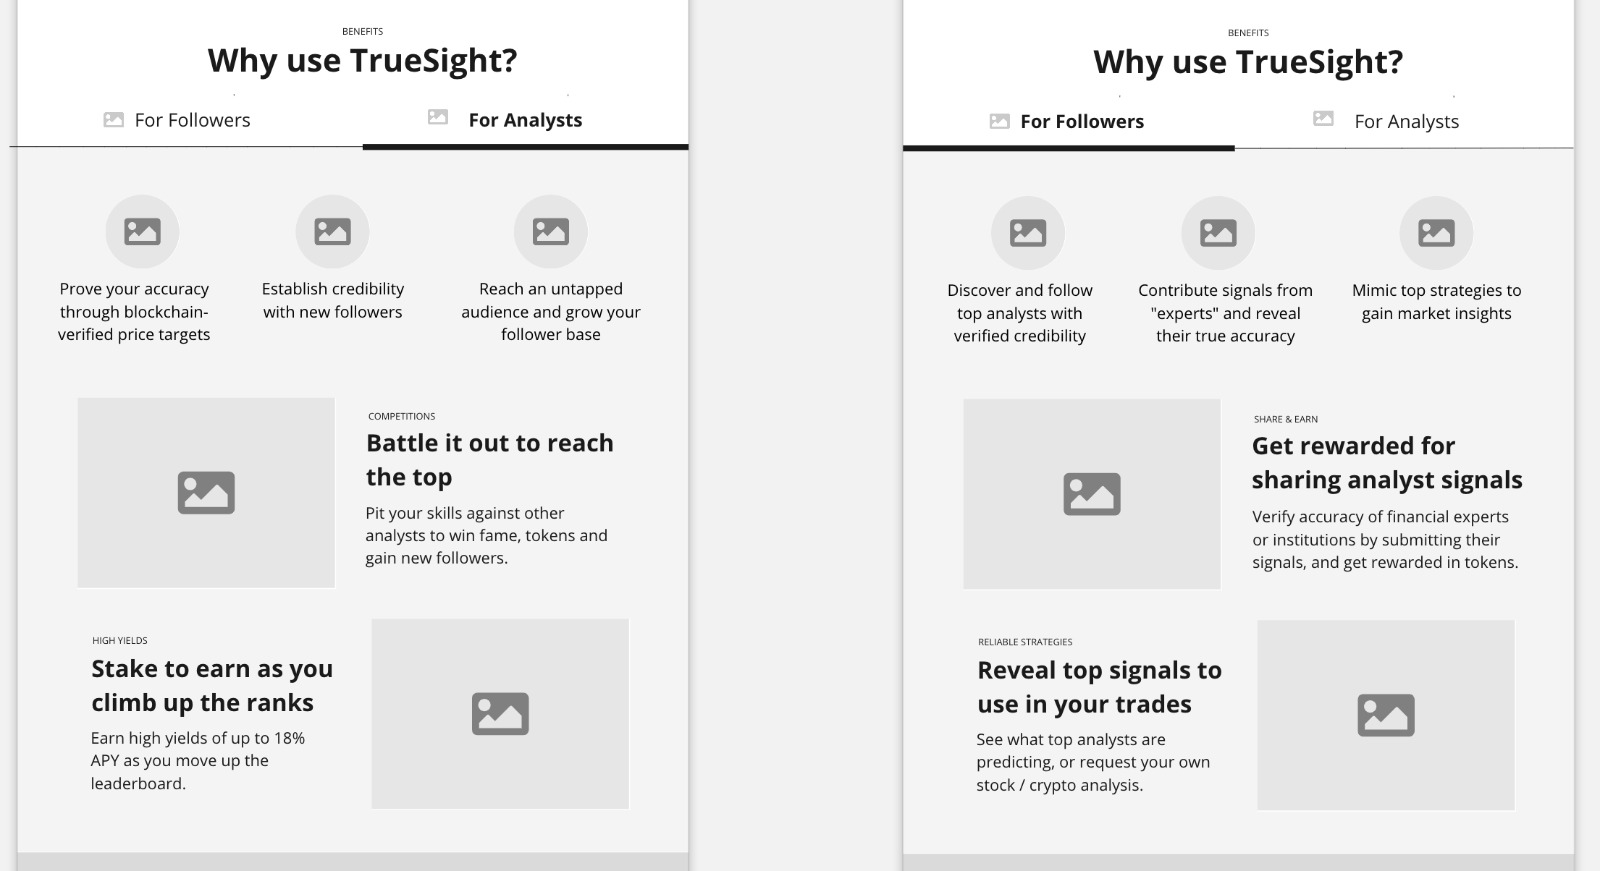 BENEFITS
Why use TrueSight?
For Followers
For Analysts
Prove your accuracy
through blockchain-
verified price targets
Establish credibility
with new followers
Reach an untapped
audience and grow your
follower base
COMPETITIONS
Battle it out to reach
the top
Pit your skills against other
analysts to win fame, tokens and
gain new followers.
HIGH YIELDS
Stake to earn as you
climb up the ranks
Earn high yields of up to 18%
APY as you move up the
leaderboard.
BENEFITS
Why use TrueSight?
For Followers
For Analysts
Discover and follow
top analysts with
verified credibility
Contribute signals from
"experts" and reveal
their true accuracy
Mimic top strategies to
gain market insights
SHARE & EARN
Get rewarded for
sharing analyst signals
Verify accuracy of financial experts
or institutions by submitting their
signals, and get rewarded in tokens.
RELIABLE STRATEGIES
Reveal top signals to
use in your trades
See what top analysts are
predicting, or request your own
stock / crypto analysis.